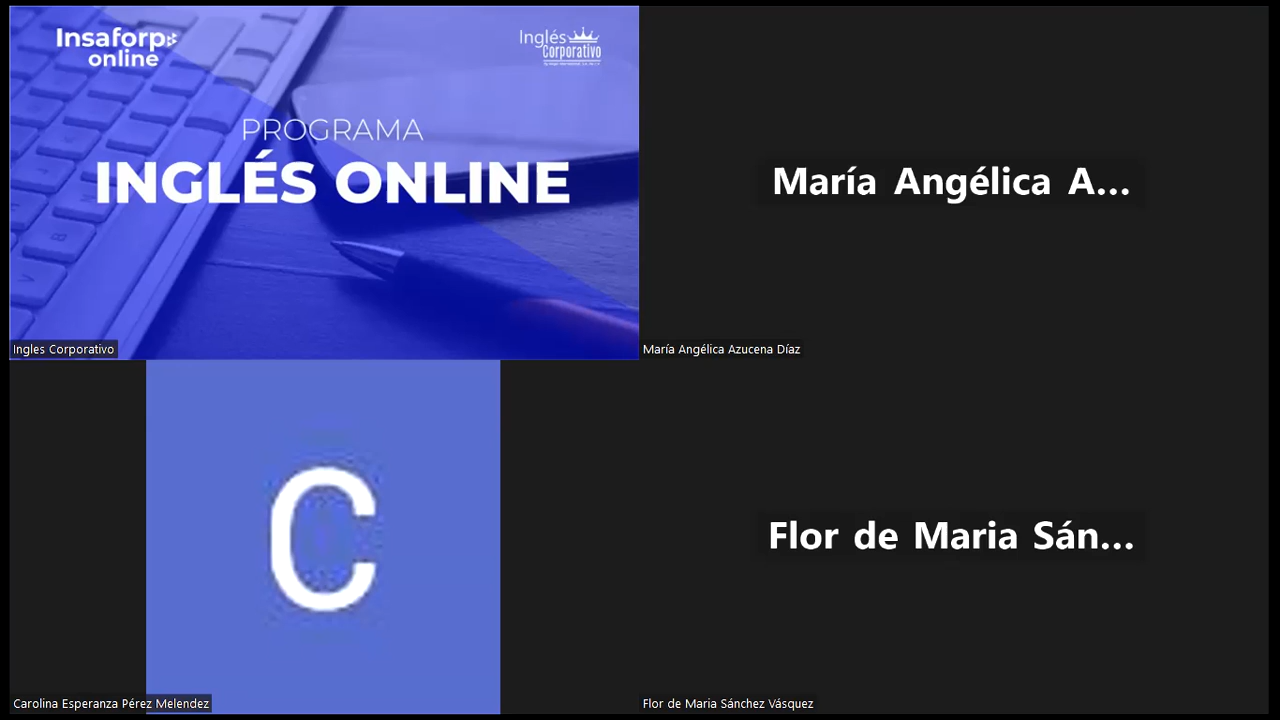 Insaforp
online
Inglés
Corporativo
PROGRAMA
INGLÉS ONLINE
Ingles Corporativo
María Angélica A...
María Angélica Azucena Díaz
C
Carolina Esperanza Pérez Melendez
Flor de Maria Sán...
Flor de Maria Sánchez Vásquez